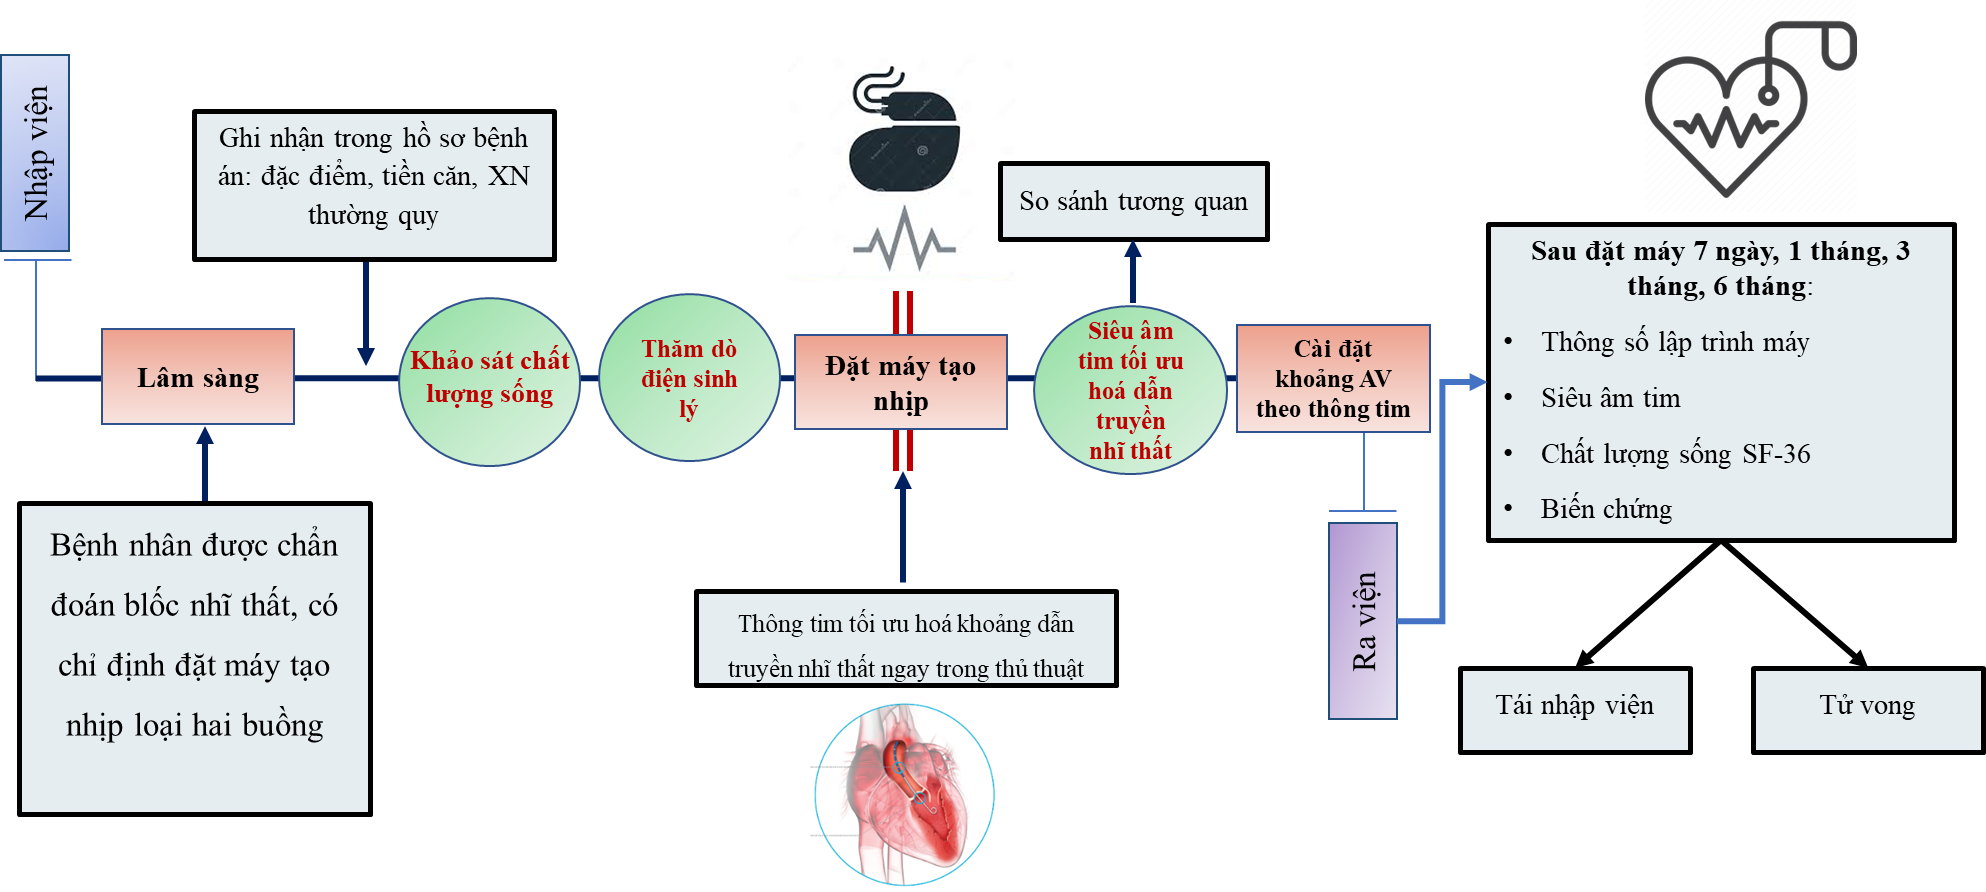 Nhập viện
Ghi nhận trong hồ sơ bệnh
án: đặc điểm, tiền căn, XN
thường quy
Lâm sàng
Bệnh nhân được chẩn
đoán blốc nhĩ thất, có
chỉ định đặt máy tạo
nhịp loại hai buồng
Khảo sát chất
lượng sống
Thăm dò
điện sinh
lý
Đặt máy tạo
nhịp
Thông tim tối ưu hoá khoảng dẫn
truyền nhĩ thất ngay trong thủ thuật
So sánh tương quan
Siêu âm
tim tối ưu
hoá dẫn
truyền
nhĩ thất
Cài đặt
khoảng AV
theo thông tim
Ra viện
Sau đặt máy 7 ngày, 1 tháng, 3
tháng, 6 tháng:
• Thông số lập trình máy
• Siêu âm tim
• Chất lượng sống SF-36
• Biến chứng
Tái nhập viện
Tử vong